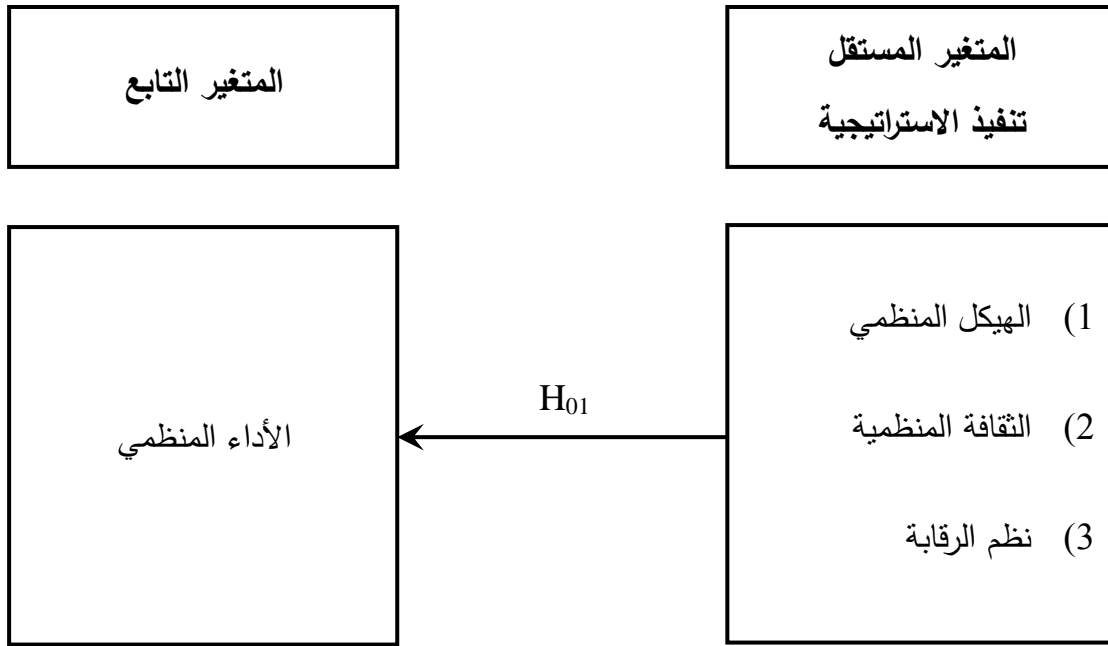 المتغير المستقل
تنفيذ الاستراتيجية
المتغير التابع
1) الهيكل المنظمي
2) الثقافة المنظمية
3) نظم الرقابة
H01
الأداء المنظمي